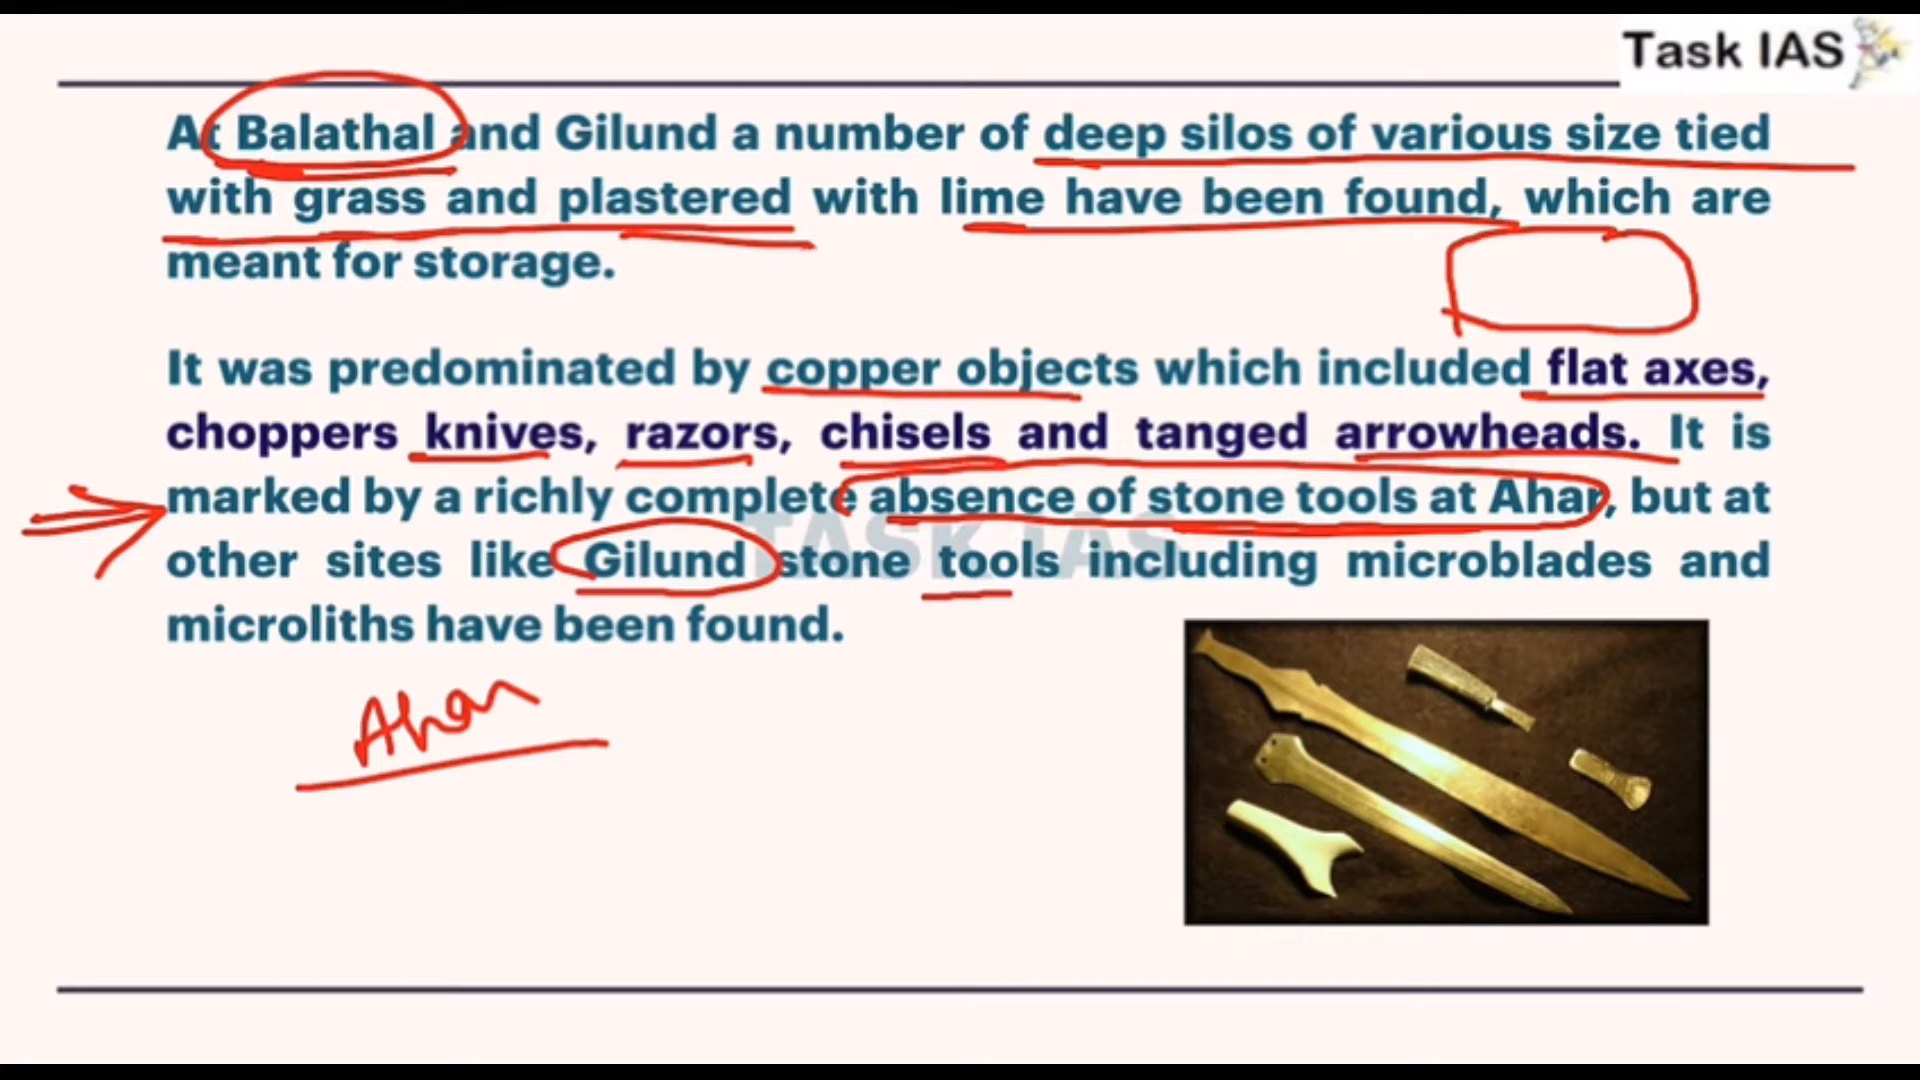 Task IAS
At Balathal and Gilund a number of deep silos of various size tied
with grass and plastered with lime have been found, which are
meant for storage.
It was predominated by copper objects which included flat axes,
choppers knives, razors, chisels and tanged arrowheads. It is
marked by a richly complete absence of stone tools at Ahar, but at
other sites like Gilund stone tools including microblades and
microliths have been found.
TASK IAS
Ahar